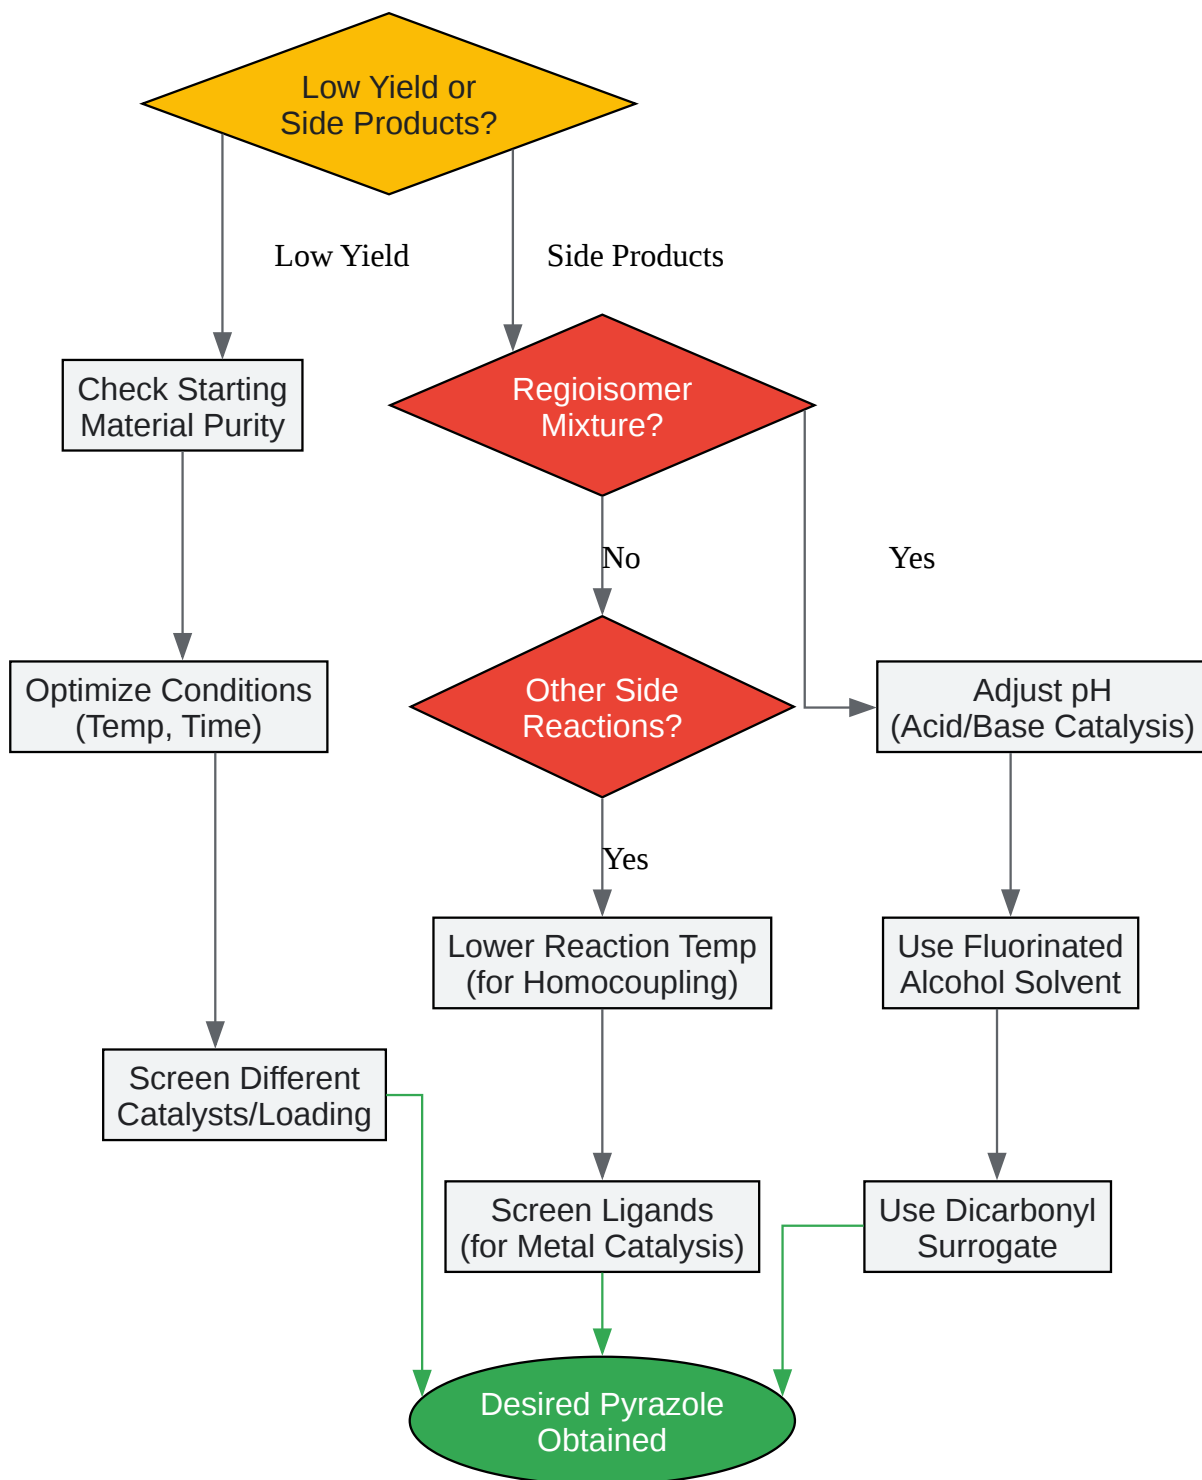 Low Yield or
Side Products?
Low Yield
Side Products
Check Starting
Material Purity
Regioisomer
Mixture?
No
Yes
Optimize Conditions
(Temp, Time)
Other Side
Reactions?
Adjust pH
(Acid/Base Catalysis)
Yes
Lower Reaction Temp
(for Homocoupling)
Use Fluorinated
Alcohol Solvent
Screen Different
Catalysts/Loading
Screen Ligands
(for Metal Catalysis)
Use Dicarbonyl
Surrogate
Desired Pyrazole
Obtained